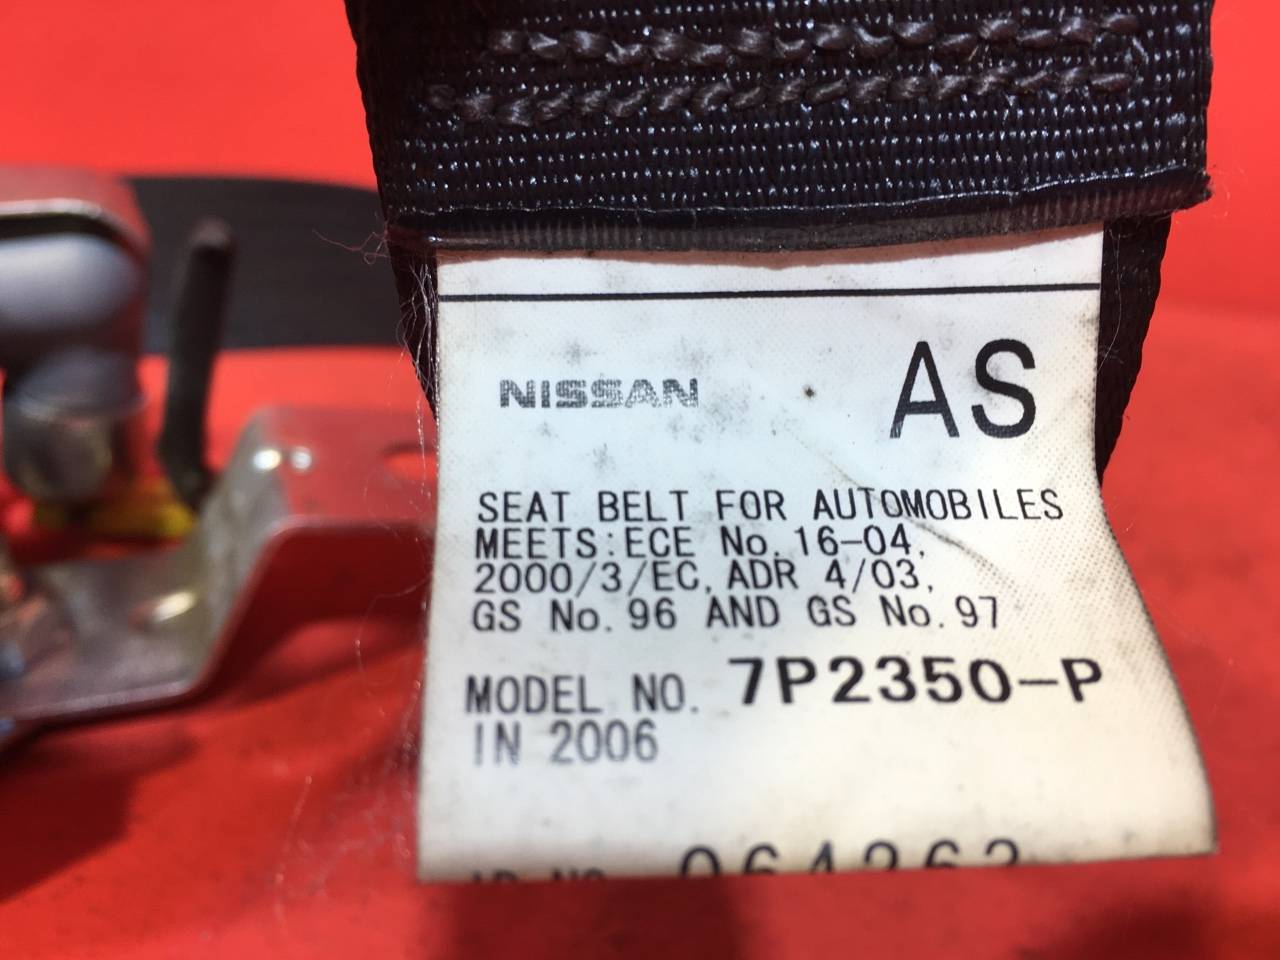 NISSAN
AS
SEAT BELT FOR AUTOMOBILES
MEETS:ECE No.16-04,
2000/3/EC, ADR 4/03,
GS No.96 AND GS No.97
MODEL NO. 7P2350-P
IN 2006